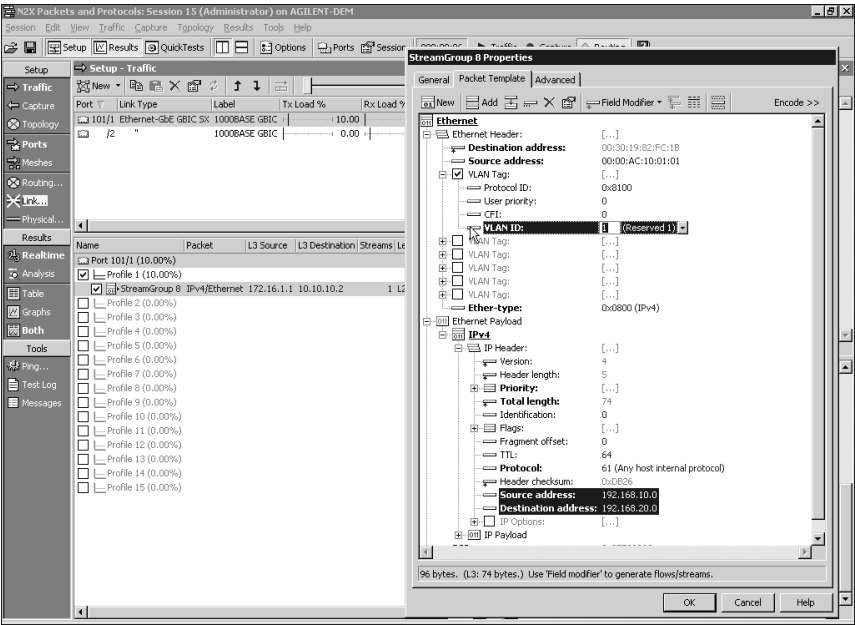 N2X Packets and Protocols: Session 15 (Administrator) on AGILENT-DEM
Session Edit View Traffic Capture Topology Results Tools Help
Setup Results QuickTests Options Ports Session
Setup
Traffic
Capture
Topology
Ports
Meshes
Routing...
Link...
Physical...
Results
Realtime
Analysis
Table
Graphs
Both
Tools
Ping...
Test Log
Messages
Setup - Traffic
New
Port Link Type Label Tx Load % Rx Load %
101/1 Ethernet-GbE GBIC SX 1000BASE GBIC 10.00
/2 " 1000BASE GBIC 0.00
Name Packet L3 Source L3 Destination Streams Le
Port 101/1 (10.00%)
Profile 1 (10.00%)
StreamGroup 8 IPv4/Ethernet 172.16.1.1 10.10.10.2 1 L2
Profile 2 (0.00%)
Profile 3 (0.00%)
Profile 4 (0.00%)
Profile 5 (0.00%)
Profile 6 (0.00%)
Profile 7 (0.00%)
Profile 8 (0.00%)
Profile 9 (0.00%)
Profile 10 (0.00%)
Profile 11 (0.00%)
Profile 12 (0.00%)
Profile 13 (0.00%)
Profile 14 (0.00%)
Profile 15 (0.00%)
StreamGroup 8 Properties
General Packet Template Advanced
New Add Field Modifier Encode >>
Ethernet
Ethernet Header: [...]
Destination address: 00:30:19:82:FC:1B
Source address: 00:00:AC:10:01:01
VLAN Tag: [...]
Protocol ID: 0x8100
User priority: 0
CFI: 0
VLAN ID: 1 (Reserved 1)
VLAN Tag: [...]
VLAN Tag: [...]
VLAN Tag: [...]
VLAN Tag: [...]
VLAN Tag: [...]
Ether-type: 0x0800 (IPv4)
Ethernet Payload
IPv4
IP Header: [...]
Version: 4
Header length: 5
Priority: [...]
Total length: 74
Identification: 0
Flags: [...]
Fragment offset: 0
TTL: 64
Protocol: 61 (Any host internal protocol)
Header checksum: 0xDB26
Source address: 192.168.10.0
Destination address: 192.168.20.0
IP Options: [...]
IP Payload
96 bytes. (L3: 74 bytes.) Use 'Field modifier' to generate flows/streams.
OK Cancel Help